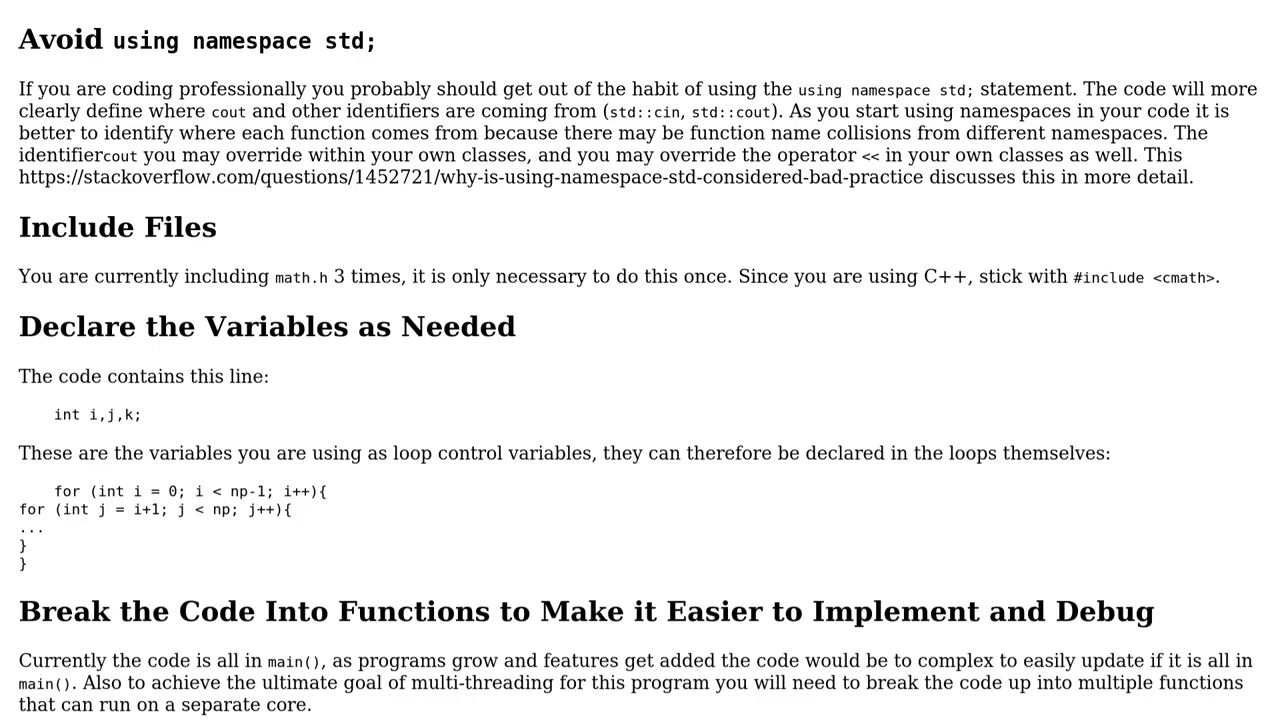 Avoid using namespace std;
If you are coding professionally you probably should get out of the habit of using the using namespace std; statement. The code will more
clearly define where cout and other identifiers are coming from (std::cin, std::cout). As you start using namespaces in your code it is
better to identify where each function comes from because there may be function name collisions from different namespaces. The
identifiercout you may override within your own classes, and you may override the operator << in your own classes as well. This
https://stackoverflow.com/questions/1452721/why-is-using-namespace-std-considered-bad-practice discusses this in more detail.
Include Files
You are currently including math.h 3 times, it is only necessary to do this once. Since you are using C++, stick with #include <cmath>.
Declare the Variables as Needed
The code contains this line:
    int i,j,k;
These are the variables you are using as loop control variables, they can therefore be declared in the loops themselves:
    for (int i = 0; i < np-1; i++){
for (int j = i+1; j < np; j++){
...
}
}
Break the Code Into Functions to Make it Easier to Implement and Debug
Currently the code is all in main(), as programs grow and features get added the code would be to complex to easily update if it is all in
main(). Also to achieve the ultimate goal of multi-threading for this program you will need to break the code up into multiple functions
that can run on a separate core.